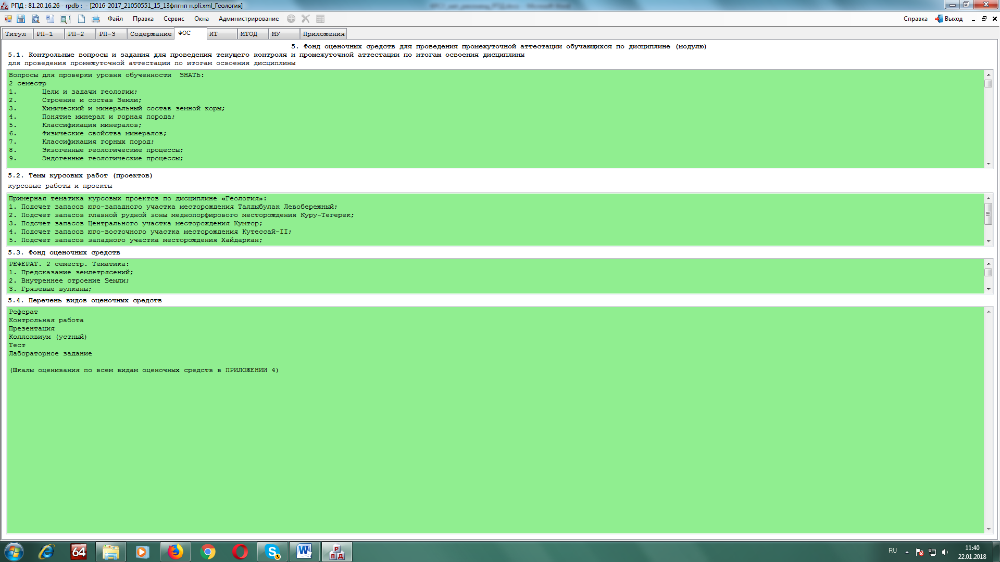 РПД : 81.20.16.26 - rpdb : - [2016-2017_21050551_15_13фпгнп н.pli.xml_Геология]
Файл Правка Сервис Окна Администрирование Справка Выход
Титул РП-1 РП-2 РП-3 Содержание ФОС ИТ МТОД МУ Приложения
5. Фонд оценочных средств для проведения промежуточной аттестации обучающихся по дисциплине (модулю)
5.1. Контрольные вопросы и задания для проведения текущего контроля и промежуточной аттестации по итогам освоения дисциплины
для проведения промежуточной аттестации по итогам освоения дисциплины
Вопросы для проверки уровня обученности ЗНАТЬ:
2 семестр
1. Цели и задачи геологии;
2. Строение и состав Земли;
3. Химический и минеральный состав земной коры;
4. Понятие минерал и горная порода;
5. Классификация минералов;
6. Физические свойства минералов;
7. Классификация горных пород;
8. Экзогенные геологические процессы;
9. Эндогенные геологические процессы;
5.2. Темы курсовых работ (проектов)
курсовые работы и проекты
Примерная тематика курсовых проектов по дисциплине «Геология»:
1. Подсчет запасов юго-западного участка месторождения Талдыбулак Левобережный;
2. Подсчет запасов главной рудной зоны меднопорфирового месторождения Куру-Тегерек;
3. Подсчет запасов Центрального участка месторождения Кумтор;
4. Подсчет запасов юго-восточного участка месторождения Кутессай-II;
5. Подсчет запасов западного участка месторождения Хайдаркан;
5.3. Фонд оценочных средств
РЕФЕРАТ. 2 семестр. Тематика:
1. Предсказание землетрясений;
2. Внутреннее строение Земли;
3. Грязевые вулканы;
5.4. Перечень видов оценочных средств
Реферат
Контрольная работа
Презентация
Коллоквиум (устный)
Тест
Лабораторное задание
(Шкалы оценивания по всем видам оценочных средств в ПРИЛОЖЕНИИ 4)
64
3
RU
11:40
22.01.2018